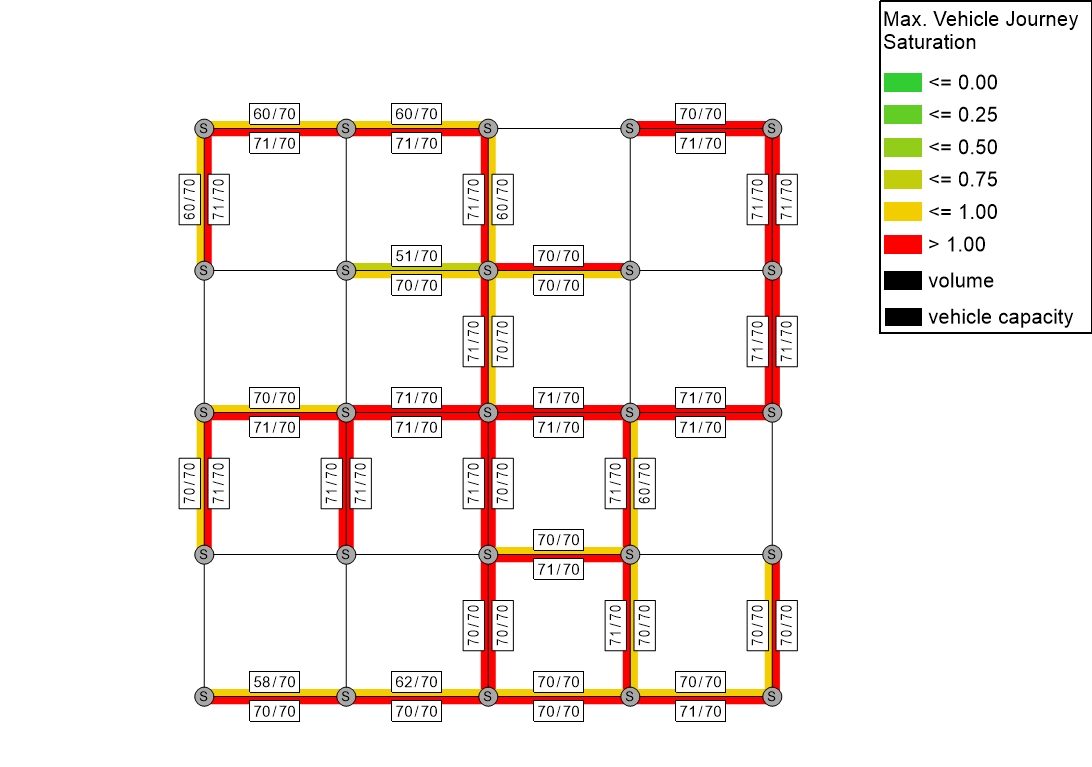 Max. Vehicle Journey
Saturation
<= 0.00
<= 0.25
<= 0.50
<= 0.75
<= 1.00
> 1.00
volume
vehicle capacity
60/70 60/70 70/70
S S S S S
71/70 71/70 71/70
60/70 71/70 71/70 60/70 71/70 71/70
51/70 70/70
S S S S S
70/70 70/70
71/70 70/70 71/70 71/70
70/70 71/70 71/70 71/70
S S S S S
71/70 71/70 71/70 71/70
70/70 71/70 71/70 71/70 71/70 70/70 71/70 60/70
70/70
S S S S S
71/70
70/70 70/70 71/70 70/70 70/70 70/70
58/70 62/70 70/70 70/70
S S S S S
70/70 70/70 70/70 71/70